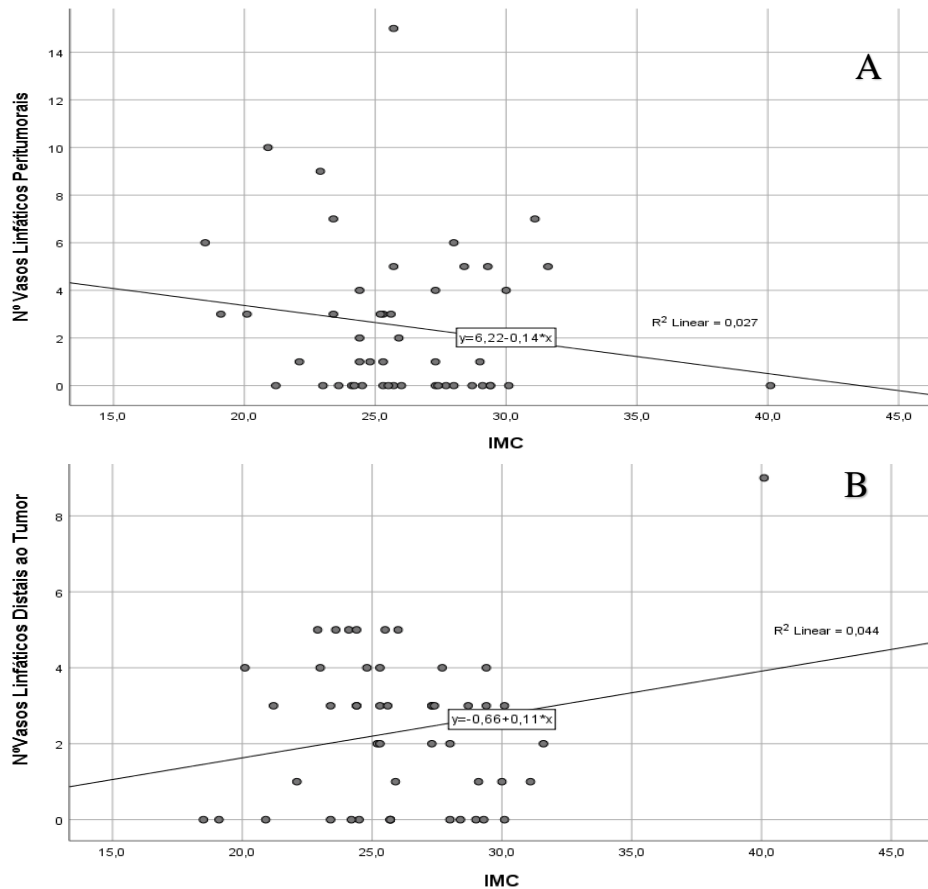 A
Nº Vasos Linfáticos Peritumorais
14
12
10
8
6
4
2
0
R² Linear = 0,027
y=6,22-0,14*x
15,0 20,0 25,0 30,0 35,0 40,0 45,0
IMC
B
NºVasos Linfáticos Distais ao Tumor
8
6
4
2
0
R² Linear = 0,044
y=-0,66+0,11*x
15,0 20,0 25,0 30,0 35,0 40,0 45,0
IMC